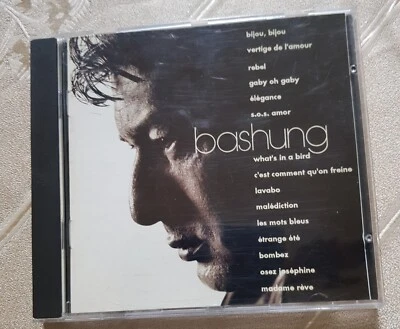 bijou, bijou
vertige de l'amour
rebel
gaby oh gaby
élégance
s.o.s. amor
bashung
what's in a bird
c'est comment qu'on freine
lavabo
malédiction
les mots bleus
étrange été
bombez
osez joséphine
madame rêve